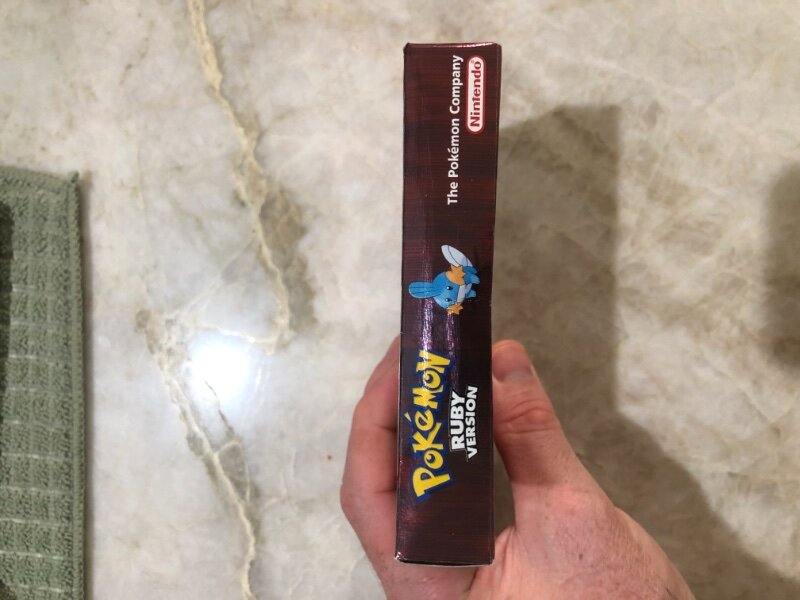 POKéMON
RUBY
VERSION
The Pokémon Company
Nintendo®